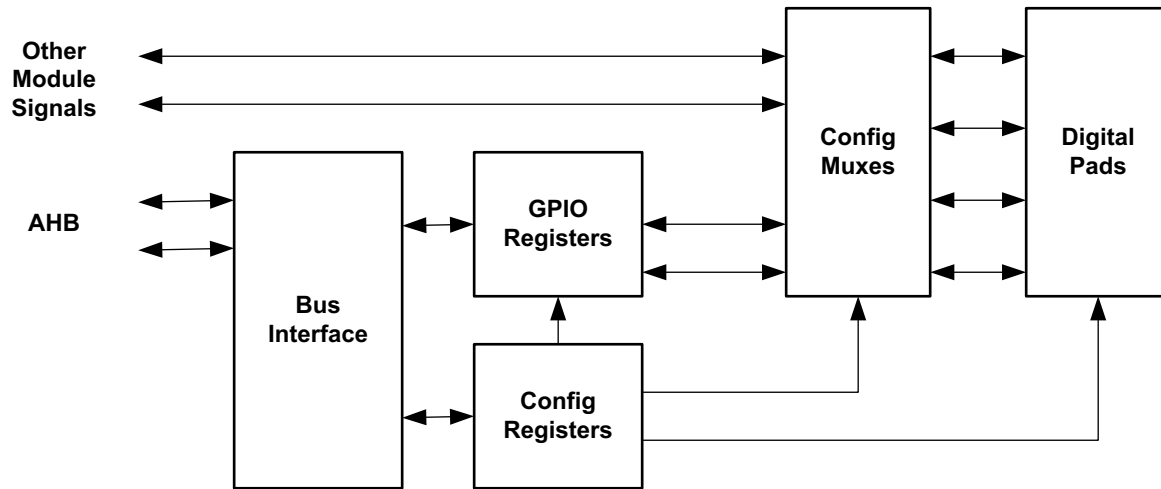 Other
Module
Signals
AHB
Bus
Interface
GPIO
Registers
Config
Registers
Config
Muxes
Digital
Pads